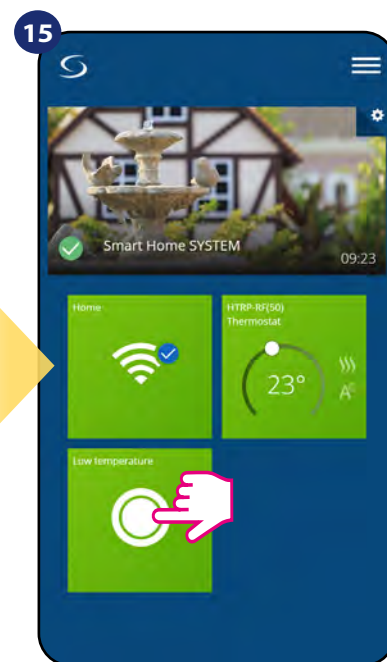 15
Smart Home SYSTEM
09:23
Home
HTRP-RF(50)
Thermostat
23°
A
Low temperature